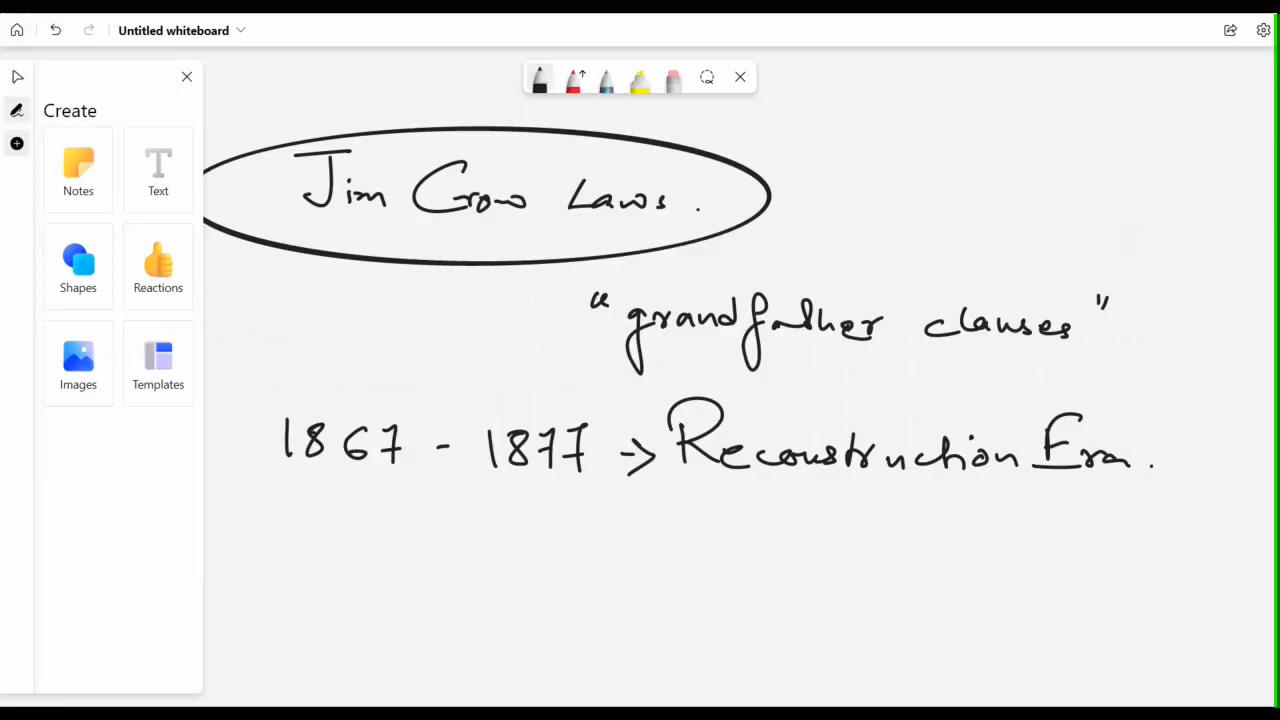 Untitled whiteboard
Create
Notes
Text
Shapes
Reactions
Images
Templates
Jim Crow Laws.
"grandfather clauses"
1867 - 1877 → Reconstruction Era.